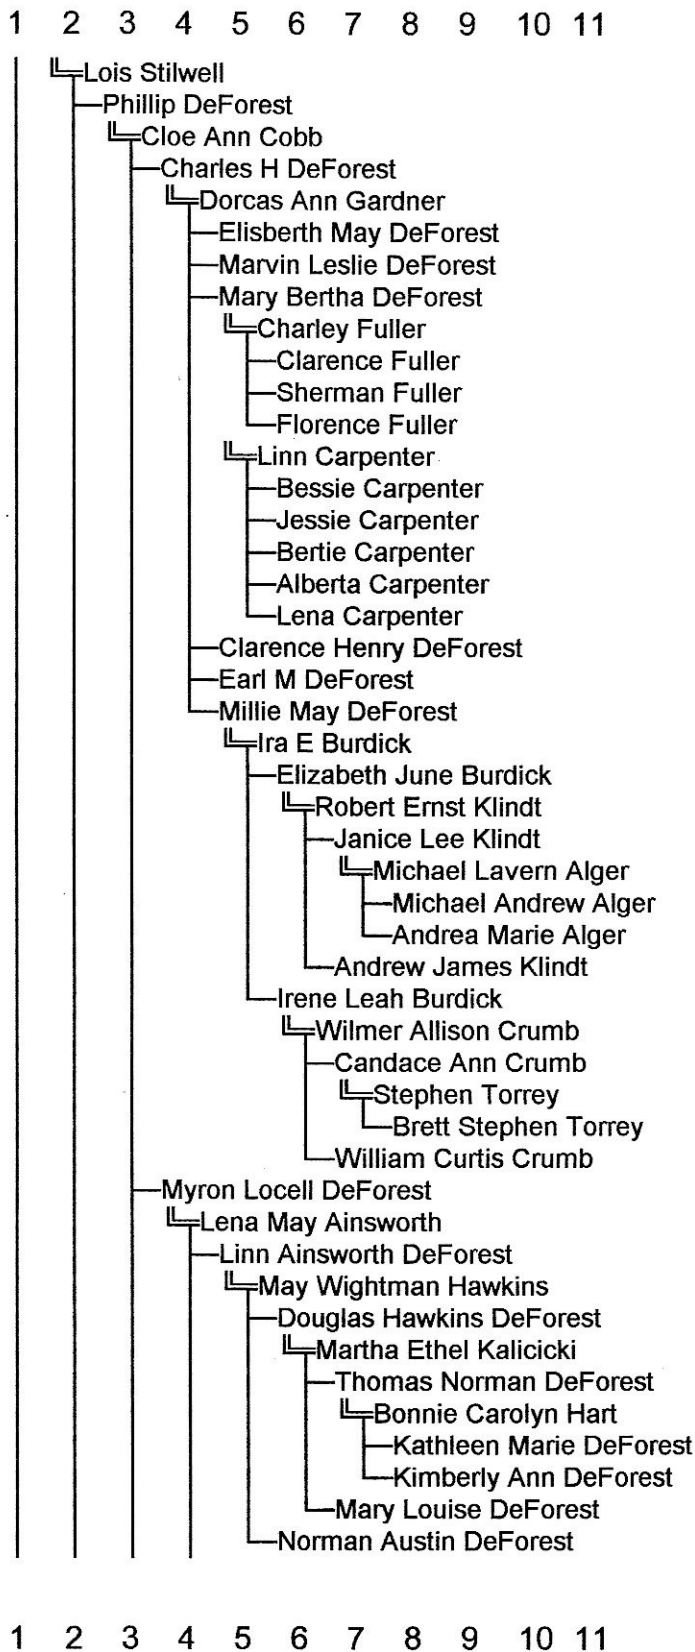 1 2 3 4 5 6 7 8 9 10 11
Lois Stilwell
Phillip DeForest
Cloe Ann Cobb
Charles H DeForest
Dorcas Ann Gardner
Elisberth May DeForest
Marvin Leslie DeForest
Mary Bertha DeForest
Charley Fuller
Clarence Fuller
Sherman Fuller
Florence Fuller
Linn Carpenter
Bessie Carpenter
Jessie Carpenter
Bertie Carpenter
Alberta Carpenter
Lena Carpenter
Clarence Henry DeForest
Earl M DeForest
Millie May DeForest
Ira E Burdick
Elizabeth June Burdick
Robert Ernst Klindt
Janice Lee Klindt
Michael Lavern Alger
Michael Andrew Alger
Andrea Marie Alger
Andrew James Klindt
Irene Leah Burdick
Wilmer Allison Crumb
Candace Ann Crumb
Stephen Torrey
Brett Stephen Torrey
William Curtis Crumb
Myron Locell DeForest
Lena May Ainsworth
Linn Ainsworth DeForest
May Wightman Hawkins
Douglas Hawkins DeForest
Martha Ethel Kalicicki
Thomas Norman DeForest
Bonnie Carolyn Hart
Kathleen Marie DeForest
Kimberly Ann DeForest
Mary Louise DeForest
Norman Austin DeForest
1 2 3 4 5 6 7 8 9 10 11